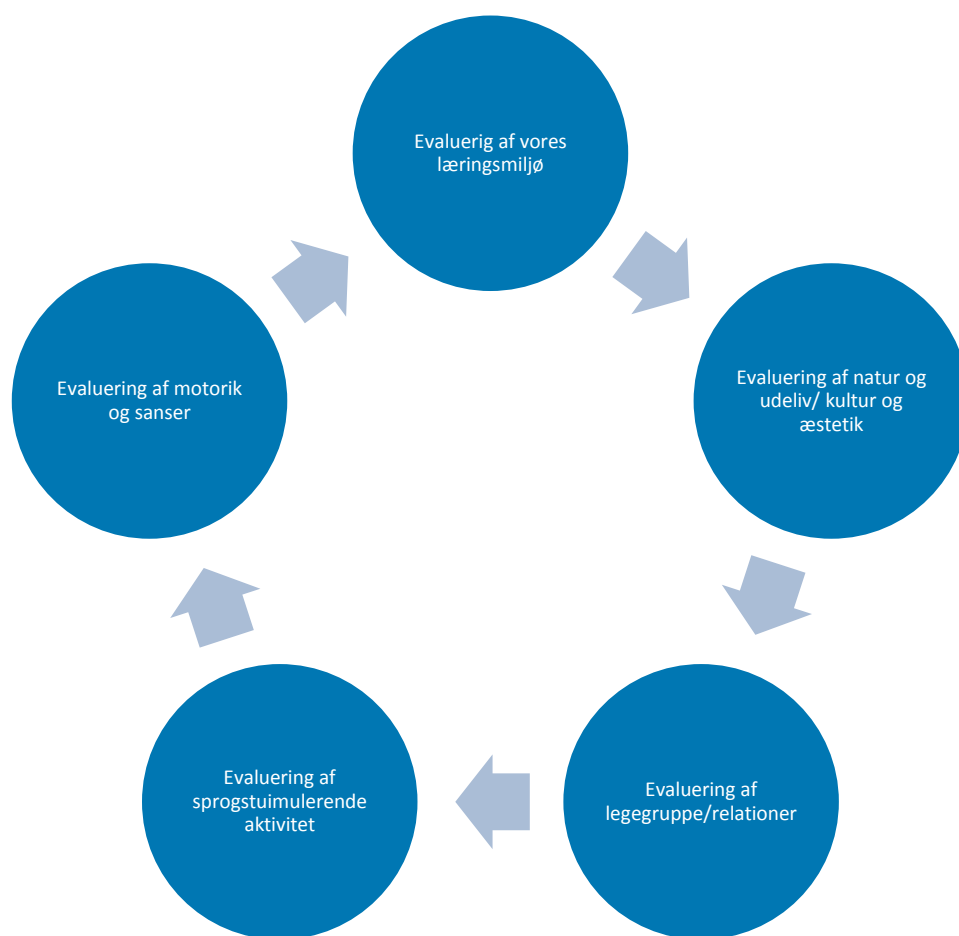 Evaluerig af vores
læringsmiljø
Evaluering af natur og
udeliv/ kultur og
æstetik
Evaluering af
legegruppe/relationer
Evaluering af
sprogstuimulerende
aktivitet
Evaluering af motorik
og sanser